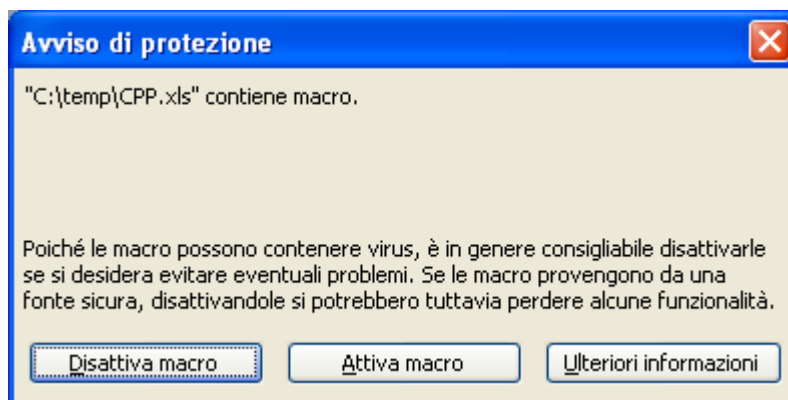 Avviso di protezione
"C:\temp\CPP.xls" contiene macro.
Poiché le macro possono contenere virus, è in genere consigliabile disattivarle
se si desidera evitare eventuali problemi. Se le macro provengono da una
fonte sicura, disattivandole si potrebbero tuttavia perdere alcune funzionalità.
Disattiva macro
Attiva macro
Ulteriori informazioni